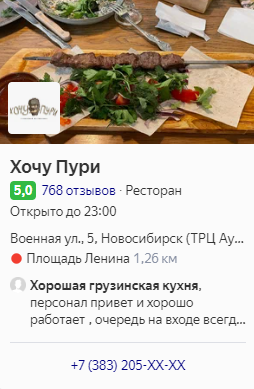 ХОЧУ ПУРИ
Хочу Пури
5,0 768 отзывов · Ресторан
Открыто до 23:00
Военная ул., 5, Новосибирск (ТРЦ Ау...
Площадь Ленина 1,26 км
Хорошая грузинская кухня,
персонал привет и хорошо
работает , очередь на входе всегд...
+7 (383) 205-XX-XX